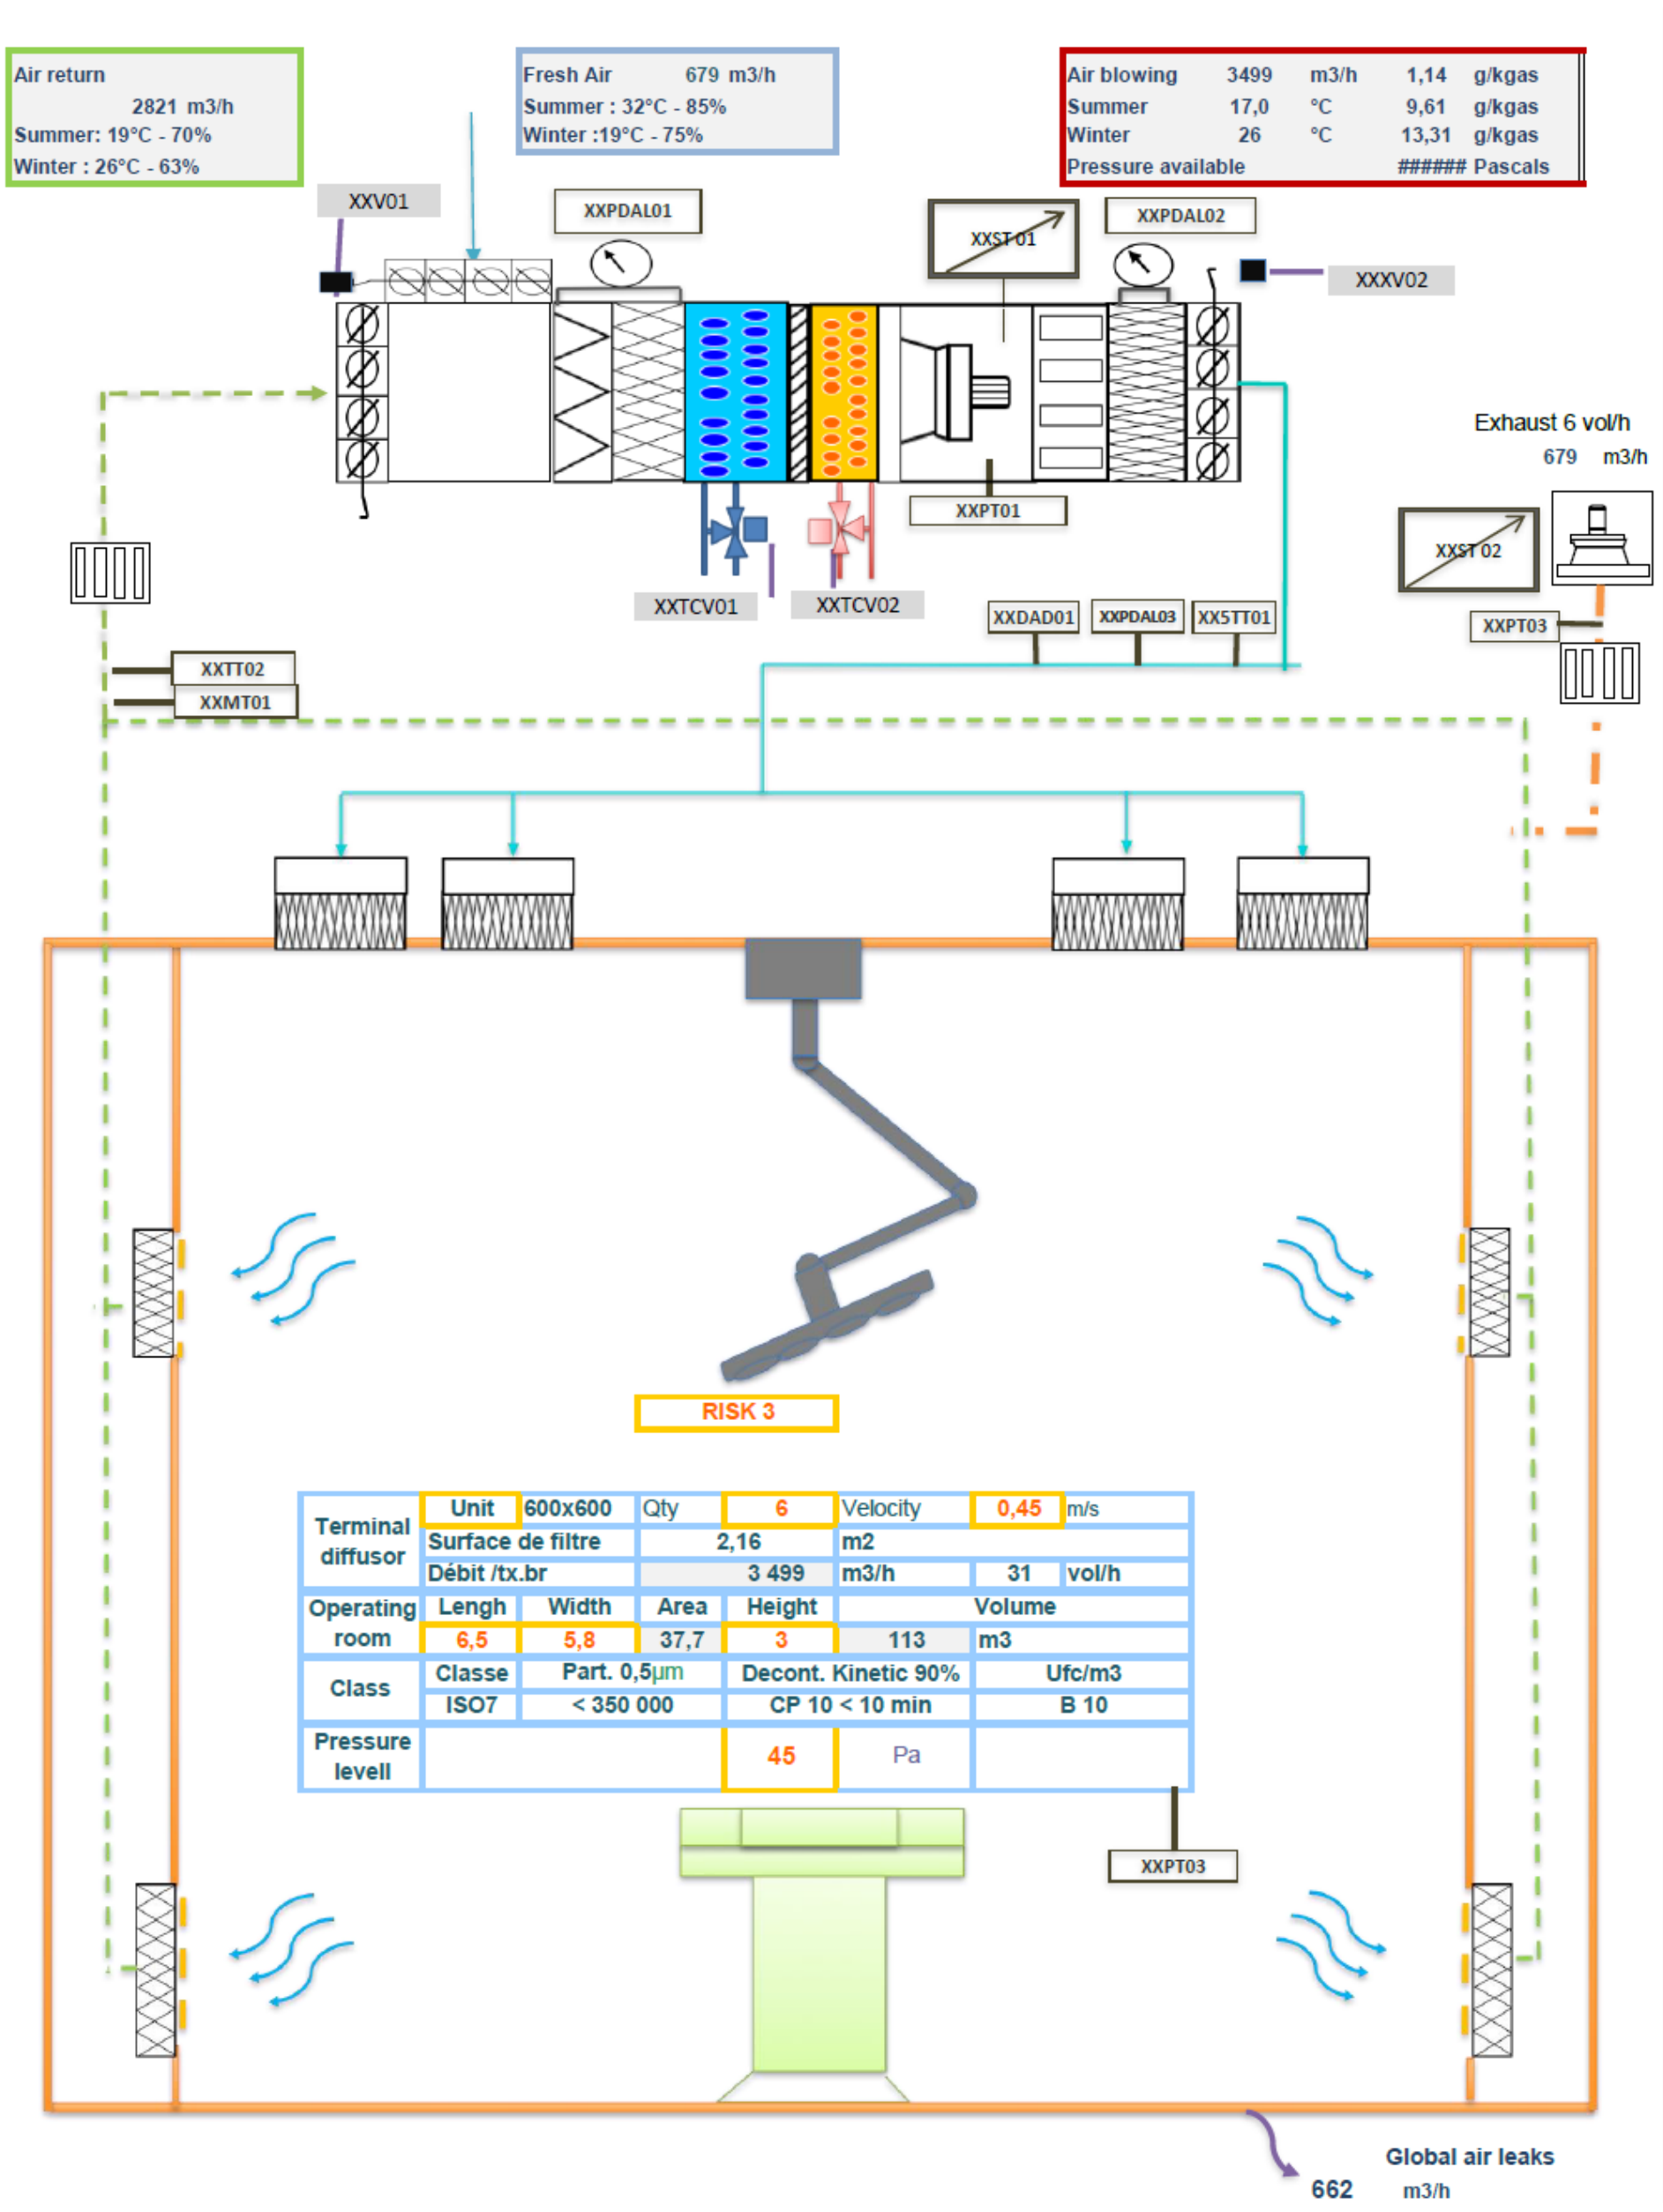 Air return
2821 m3/h
Summer: 19°C - 70%
Winter : 26°C - 63%
Fresh Air 679 m3/h
Summer : 32°C - 85%
Winter :19°C - 75%
Air blowing 3499 m3/h 1,14 g/kgas
Summer 17,0 °C 9,61 g/kgas
Winter 26 °C 13,31 g/kgas
Pressure available ###### Pascals
XXV01
XXPDAL01
XXST 01
XXPDAL02
XXXV02
Exhaust 6 vol/h
679 m3/h
XXPT01
XXST 02
XXTCV01
XXTCV02
XXDAD01
XXPDAL03
XX5TT01
XXPT03
XXTT02
XXMT01
RISK 3
Terminal diffusor
Unit 600x600 Qty 6 Velocity 0,45 m/s
Surface de filtre 2,16 m2
Débit /tx.br 3 499 m3/h 31 vol/h
Operating room
Lengh Width Area Height Volume
6,5 5,8 37,7 3 113 m3
Class
Classe Part. 0,5µm Decont. Kinetic 90% Ufc/m3
ISO7 < 350 000 CP 10 < 10 min B 10
Pressure levell
45 Pa
XXPT03
Global air leaks
662 m3/h